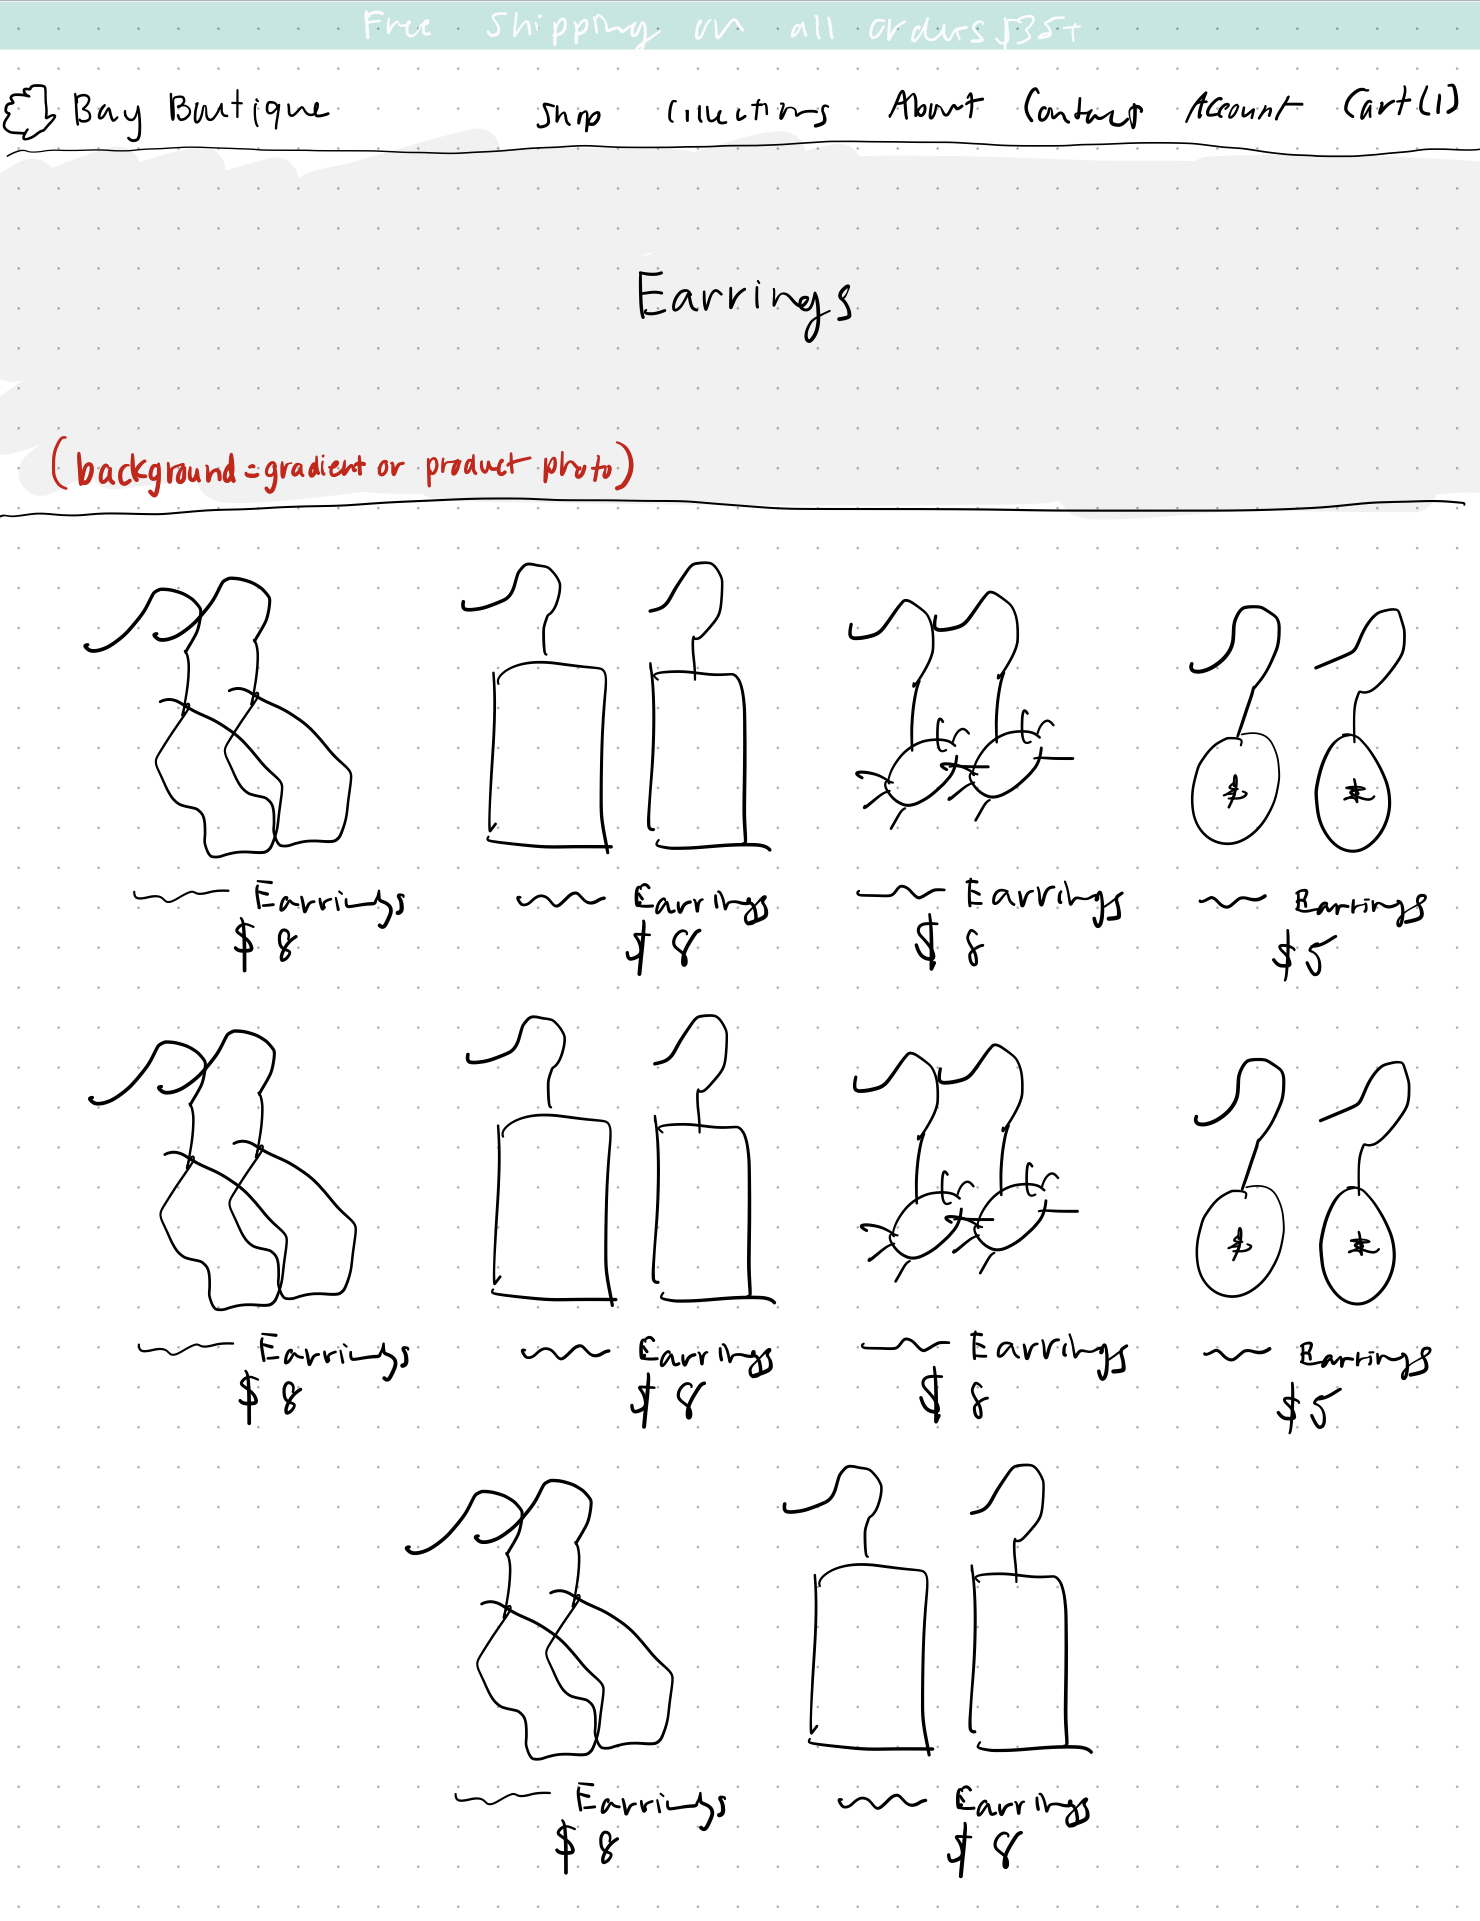 Free Shipping on all orders $35+
Bay Boutique Shop Collections About Contact Account Cart (1)
Earrings
(background = gradient or product photo)
Earrings Earrings Earrings Earrings
$8 $8 $8 $5
Earrings Earrings Earrings Earrings
$8 $8 $8 $5
Earrings Earrings
$8 $8